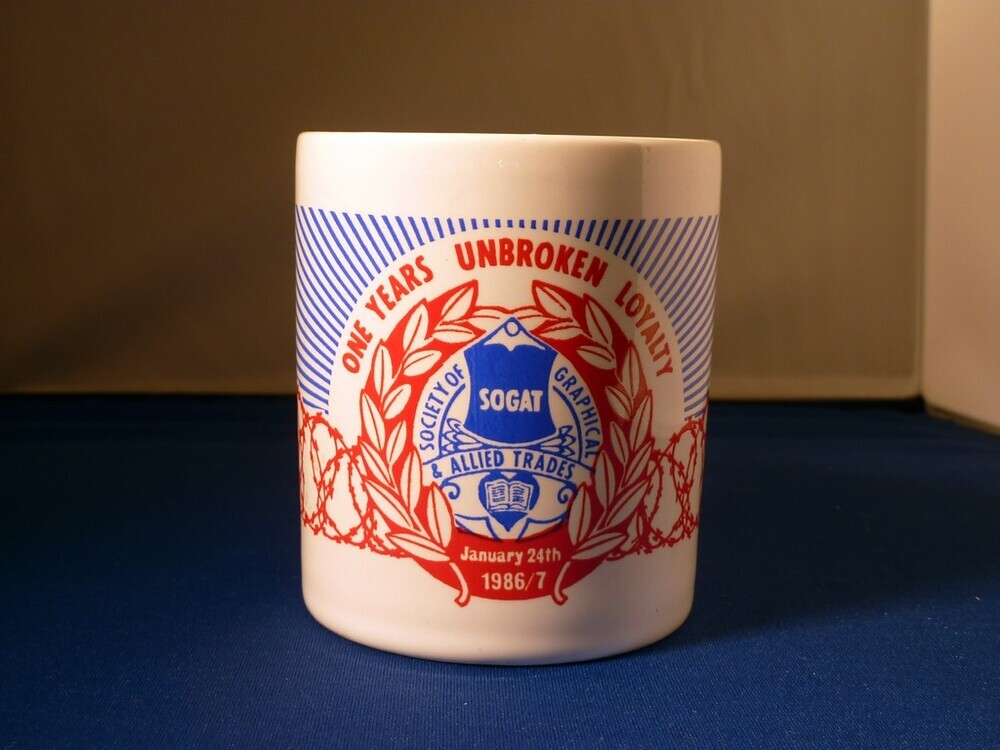 ONE YEARS UNBROKEN LOYALTY
SOGAT
SOCIETY OF GRAPHICAL
& ALLIED TRADES
January 24th
1986/7